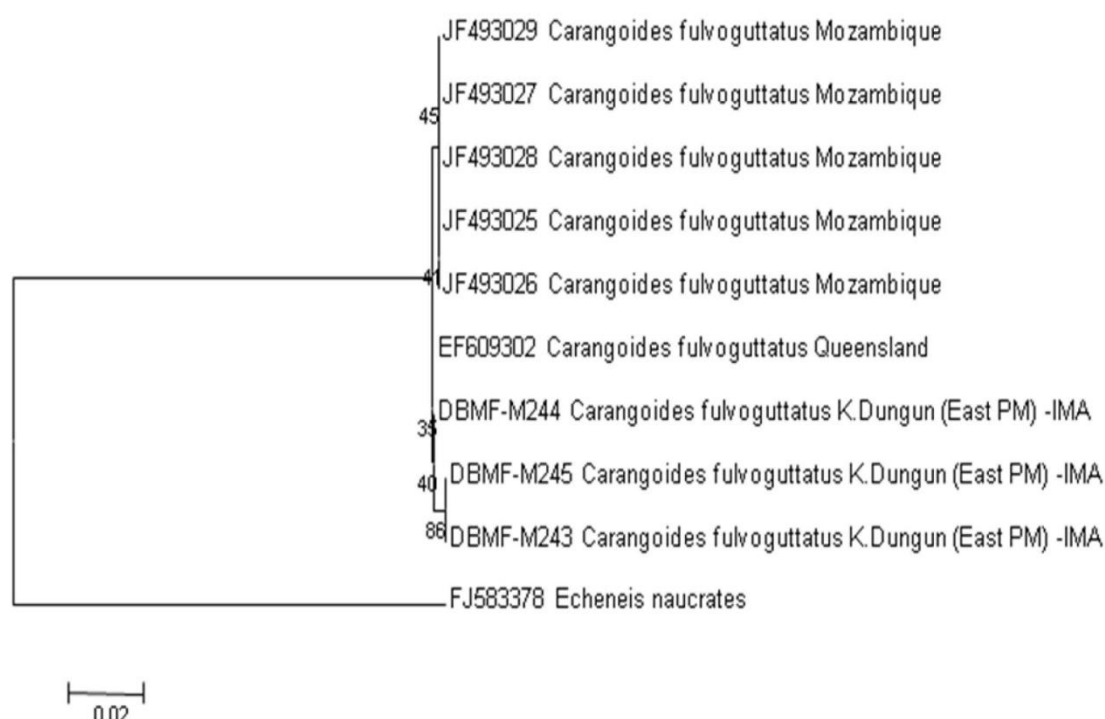 JF493029 Carangoides fulvoguttatus Mozambique
JF493027 Carangoides fulvoguttatus Mozambique
45
JF493028 Carangoides fulvoguttatus Mozambique
JF493025 Carangoides fulvoguttatus Mozambique
41
JF493026 Carangoides fulvoguttatus Mozambique
EF609302 Carangoides fulvoguttatus Queensland
DBMF-M244 Carangoides fulvoguttatus K.Dungun (East PM) -IMA
35
DBMF-M245 Carangoides fulvoguttatus K.Dungun (East PM) -IMA
40
86
DBMF-M243 Carangoides fulvoguttatus K.Dungun (East PM) -IMA
FJ583378 Echeneis naucrates
0.02